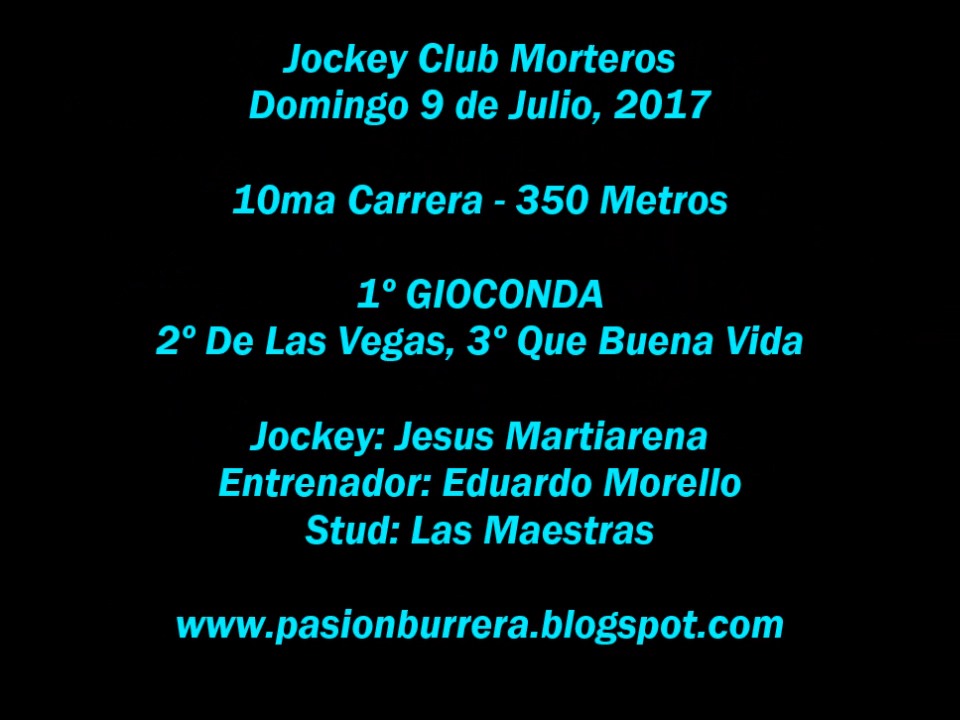 Jockey Club Morteros
Domingo 9 de Julio, 2017
10ma Carrera - 350 Metros
1º GIOCONDA
2º De Las Vegas, 3º Que Buena Vida
Jockey: Jesus Martiarena
Entrenador: Eduardo Morello
Stud: Las Maestras
www.pasionburrera.blogspot.com